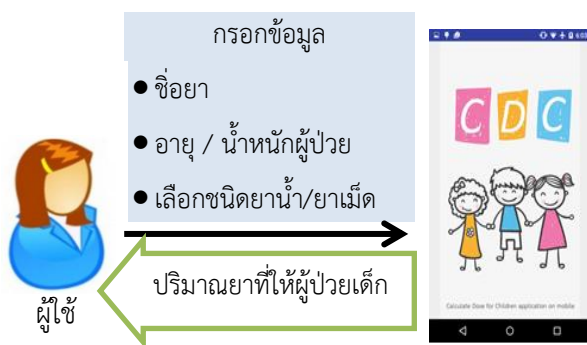 กรอกข้อมูล
● ชื่อยา
● อายุ / น้ำหนักผู้ป่วย
● เลือกชนิดยาน้ำ/ยาเม็ด
ปริมาณยาที่ให้ผู้ป่วยเด็ก
ผู้ใช้
6:03
CDC
Calculate Dose for Children application on mobile